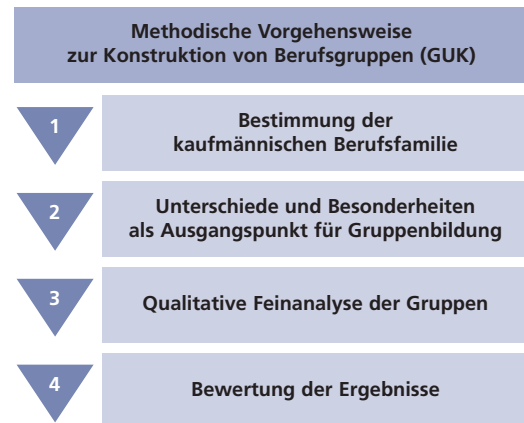 Methodische Vorgehensweise
zur Konstruktion von Berufsgruppen (GUK)
1
Bestimmung der
kaufmännischen Berufsfamilie
2
Unterschiede und Besonderheiten
als Ausgangspunkt für Gruppenbildung
3
Qualitative Feinanalyse der Gruppen
4
Bewertung der Ergebnisse